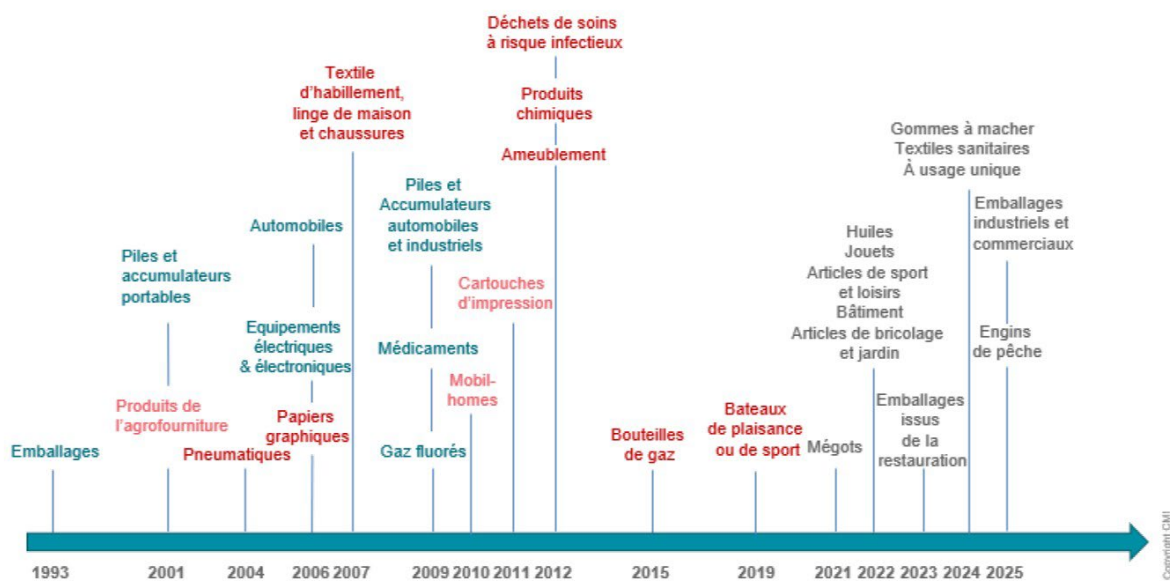 Emballages
Piles et
accumulateurs
portables
Produits de
l'agrofourniture
Pneumatiques
Automobiles
Equipements
électriques
& électroniques
Papiers
graphiques
Textile
d'habillement,
linge de maison
et chaussures
Piles et
Accumulateurs
automobiles
et industriels
Médicaments
Gaz fluorés
Mobil-
homes
Cartouches
d'impression
Déchets de soins
à risque infectieux
Produits
chimiques
Ameublement
Bouteilles
de gaz
Bateaux
de plaisance
ou de sport
Mégots
Huiles
Jouets
Articles de sport
et loisirs
Bâtiment
Articles de bricolage
et jardin
Emballages
issus
de la
restauration
Gommes à macher
Textiles sanitaires
À usage unique
Emballages
industriels et
commerciaux
Engins
de pêche
1993 2001 2004 2006 2007 2009 2010 2011 2012 2015 2019 2021 2022 2023 2024 2025
Copyright CMI